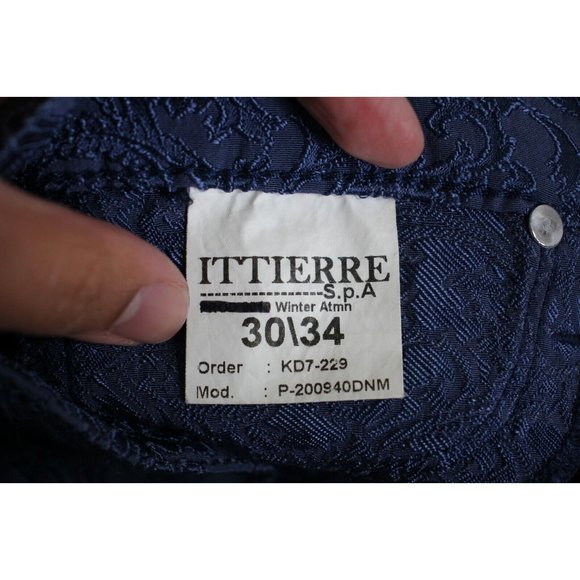 ITTIERRE
----------------------S.p.A
Winter Atmn
30\34
Order : KD7-229
Mod. : P-200940DNM